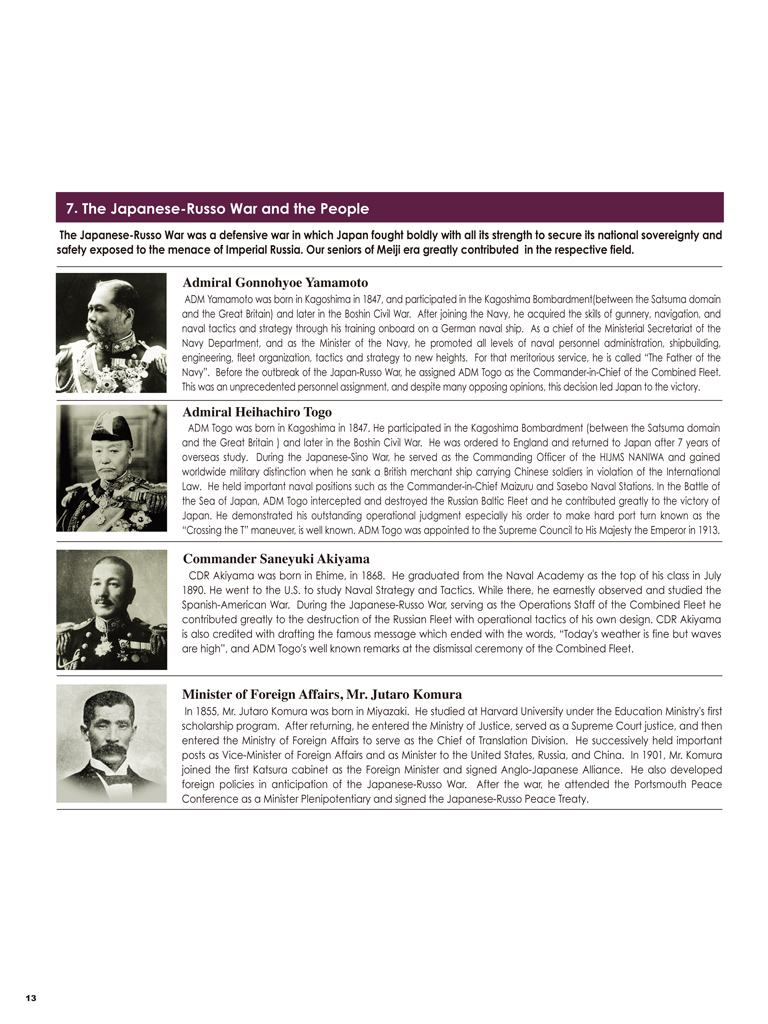 7. The Japanese-Russo War and the People
The Japanese-Russo War was a defensive war in which Japan fought boldly with all its strength to secure its national sovereignty and
safety exposed to the menace of Imperial Russia. Our seniors of Meiji era greatly contributed in the respective field.
Admiral Gonnohyoe Yamamoto
ADM Yamamoto was born in Kagoshima in 1847, and participated in the Kagoshima Bombardment(between the Satsuma domain
and the Great Britain) and later in the Boshin Civil War. After joining the Navy, he acquired the skills of gunnery, navigation, and
naval tactics and strategy through his training onboard on a German naval ship. As a chief of the Ministerial Secretariat of the
Navy Department, and as the Minister of the Navy, he promoted all levels of naval personnel administration, shipbuilding,
engineering, fleet organization, tactics and strategy to new heights. For that meritorious service, he is called “The Father of the
Navy”. Before the outbreak of the Japan-Russo War, he assigned ADM Togo as the Commander-in-Chief of the Combined Fleet.
This was an unprecedented personnel assignment, and despite many opposing opinions, this decision led Japan to the victory.
Admiral Heihachiro Togo
ADM Togo was born in Kagoshima in 1847. He participated in the Kagoshima Bombardment (between the Satsuma domain
and the Great Britain ) and later in the Boshin Civil War. He was ordered to England and returned to Japan after 7 years of
overseas study. During the Japanese-Sino War, he served as the Commanding Officer of the HIJMS NANIWA and gained
worldwide military distinction when he sank a British merchant ship carrying Chinese soldiers in violation of the International
Law. He held important naval positions such as the Commander-in-Chief Maizuru and Sasebo Naval Stations. In the Battle of
the Sea of Japan, ADM Togo intercepted and destroyed the Russian Baltic Fleet and he contributed greatly to the victory of
Japan. He demonstrated his outstanding operational judgment especially his order to make hard port turn known as the
“Crossing the T” maneuver, is well known. ADM Togo was appointed to the Supreme Council to His Majesty the Emperor in 1913.
Commander Saneyuki Akiyama
CDR Akiyama was born in Ehime, in 1868. He graduated from the Naval Academy as the top of his class in July
1890. He went to the U.S. to study Naval Strategy and Tactics. While there, he earnestly observed and studied the
Spanish-American War. During the Japanese-Russo War, serving as the Operations Staff of the Combined Fleet he
contributed greatly to the destruction of the Russian Fleet with operational tactics of his own design. CDR Akiyama
is also credited with drafting the famous message which ended with the words, “Today's weather is fine but waves
are high”, and ADM Togo's well known remarks at the dismissal ceremony of the Combined Fleet.
Minister of Foreign Affairs, Mr. Jutaro Komura
In 1855, Mr. Jutaro Komura was born in Miyazaki. He studied at Harvard University under the Education Ministry's first
scholarship program. After returning, he entered the Ministry of Justice, served as a Supreme Court justice, and then
entered the Ministry of Foreign Affairs to serve as the Chief of Translation Division. He successively held important
posts as Vice-Minister of Foreign Affairs and as Minister to the United States, Russia, and China. In 1901, Mr. Komura
joined the first Katsura cabinet as the Foreign Minister and signed Anglo-Japanese Alliance. He also developed
foreign policies in anticipation of the Japanese-Russo War. After the war, he attended the Portsmouth Peace
Conference as a Minister Plenipotentiary and signed the Japanese-Russo Peace Treaty.
13